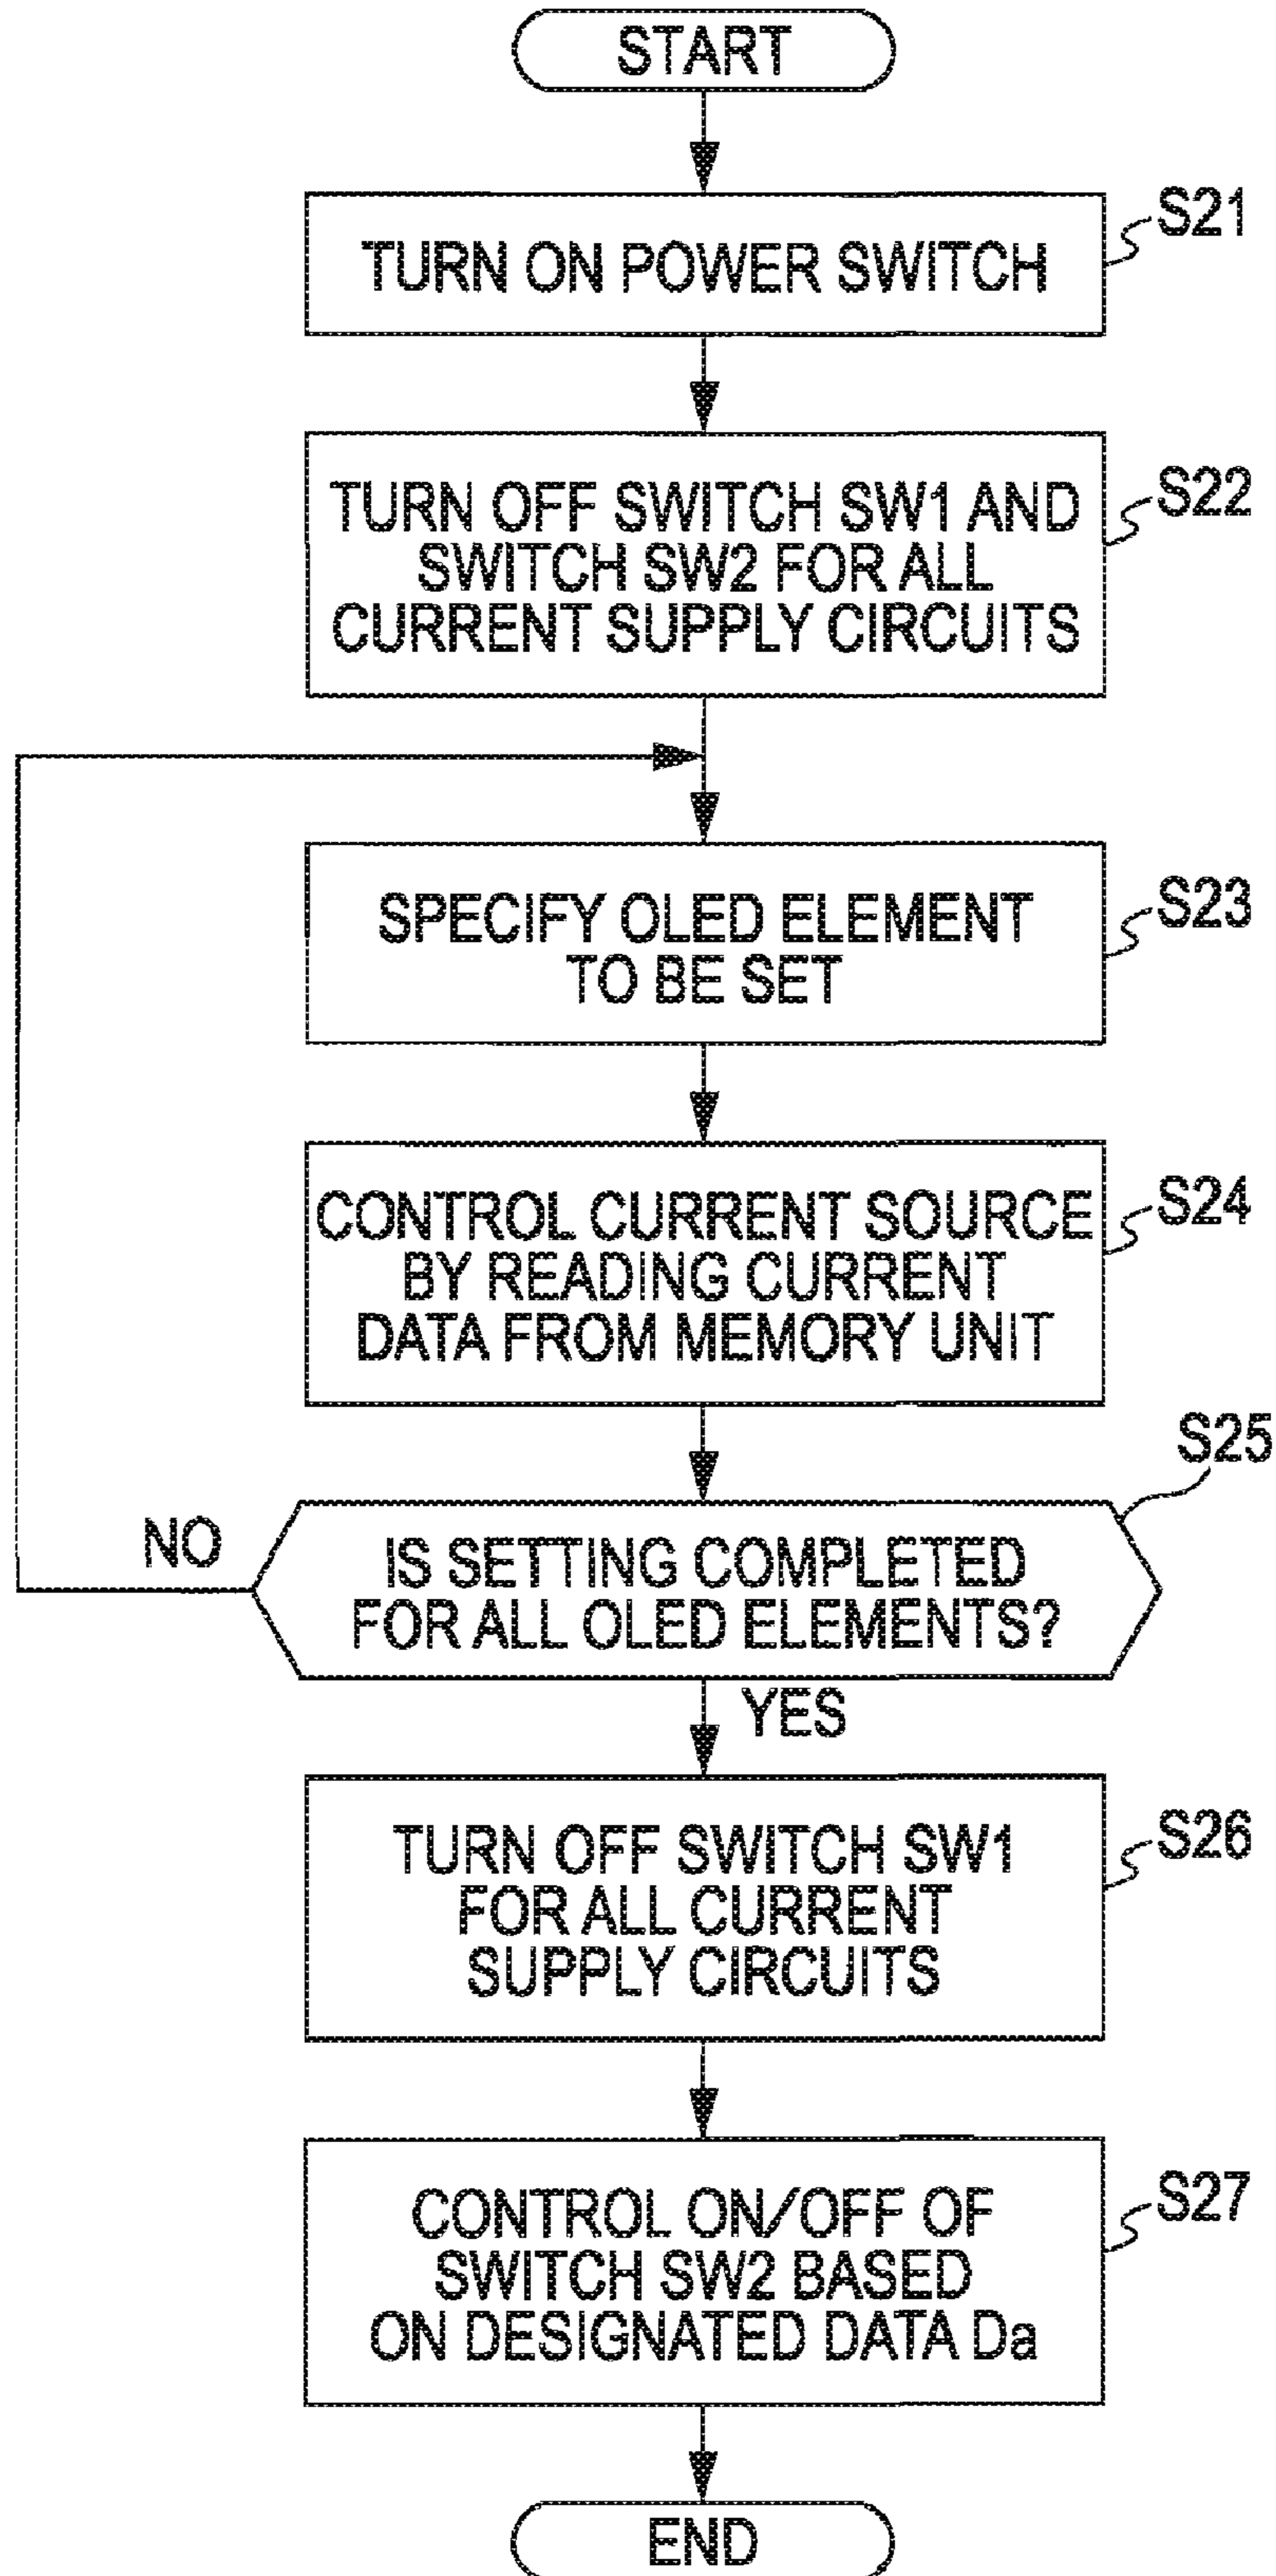 START
S21
TURN ON POWER SWITCH
S22
TURN OFF SWITCH SW1 AND
SWITCH SW2 FOR ALL
CURRENT SUPPLY CIRCUITS
S23
SPECIFY OLED ELEMENT
TO BE SET
S24
CONTROL CURRENT SOURCE
BY READING CURRENT
DATA FROM MEMORY UNIT
S25
NO
IS SETTING COMPLETED
FOR ALL OLED ELEMENTS?
YES
S26
TURN OFF SWITCH SW1
FOR ALL CURRENT
SUPPLY CIRCUITS
S27
CONTROL ON/OFF OF
SWITCH SW2 BASED
ON DESIGNATED DATA Da
END